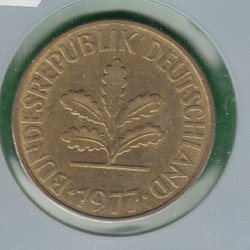 BUNDESREPUBLIK DEUTSCHLAND
· 1977 ·